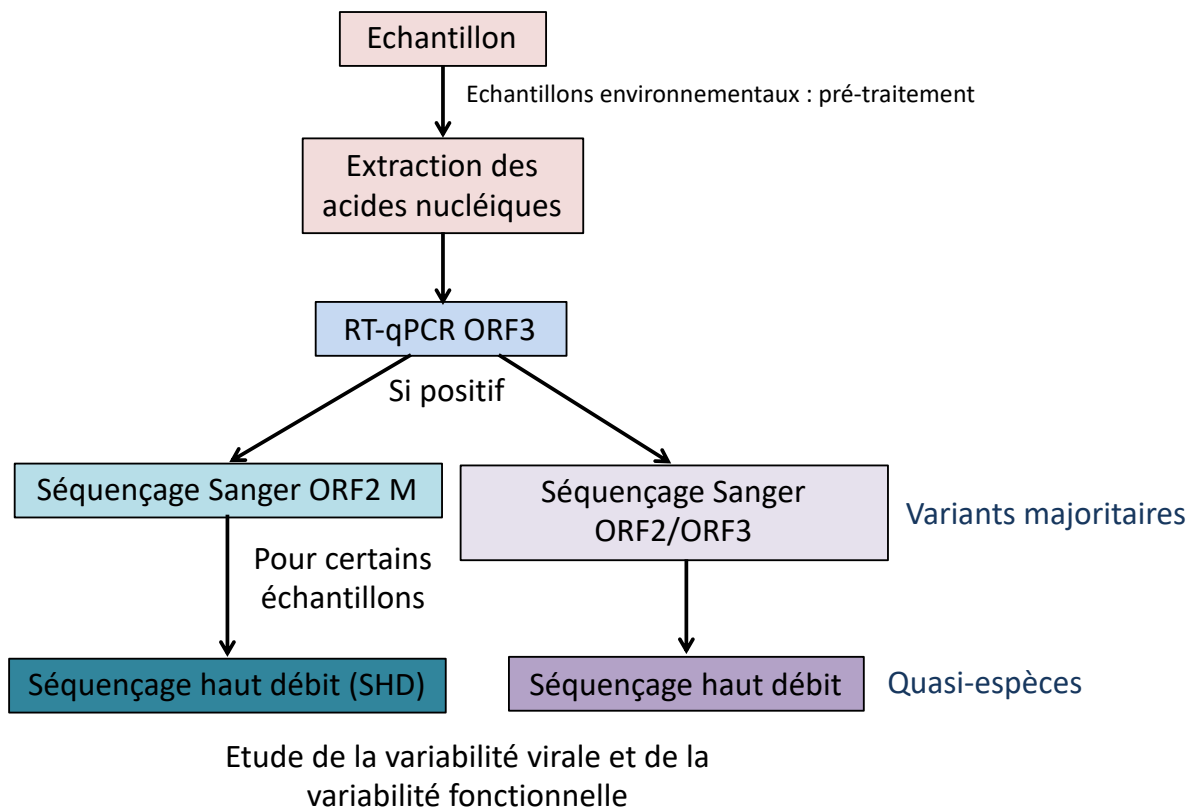 Echantillon
Echantillons environnementaux : pré-traitement
Extraction des
acides nucléiques
RT-qPCR ORF3
Si positif
Séquençage Sanger ORF2 M
Séquençage Sanger
ORF2/ORF3
Variants majoritaires
Pour certains
échantillons
Séquençage haut débit (SHD)
Séquençage haut débit
Quasi-espèces
Etude de la variabilité virale et de la
variabilité fonctionnelle